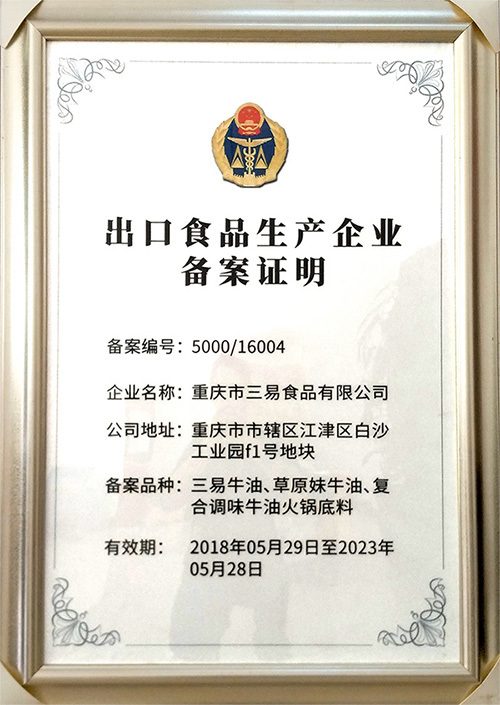 出口食品生产企业
备案证明
备案编号：5000/16004
企业名称：重庆市三易食品有限公司
公司地址：重庆市市辖区江津区白沙
工业园f1号地块
备案品种：三易牛油、草原妹牛油、复
合调味牛油火锅底料
有效期：2018年05月29日至2023年
05月28日